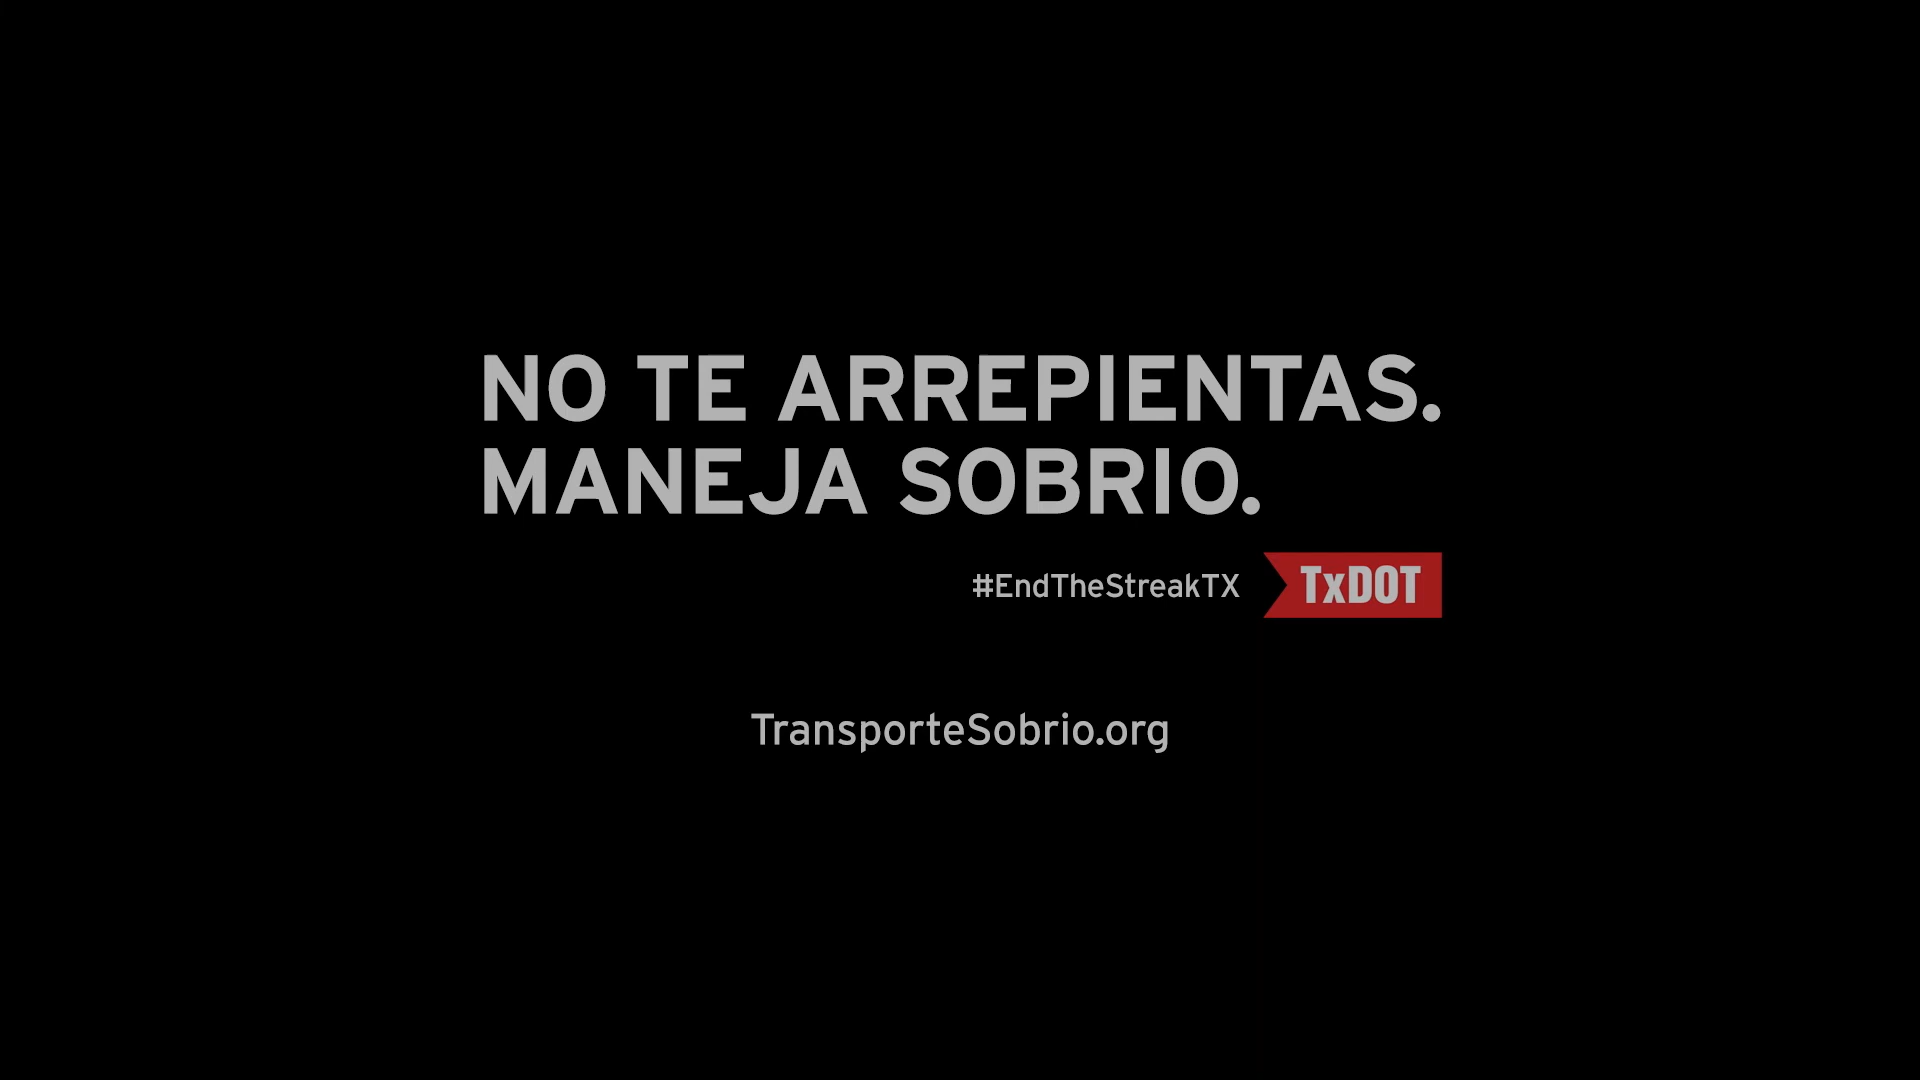 NO TE ARREPIENTAS.
MANEJA SOBRIO.
#EndTheStreakTX TxDOT
TransporteSobrio.org